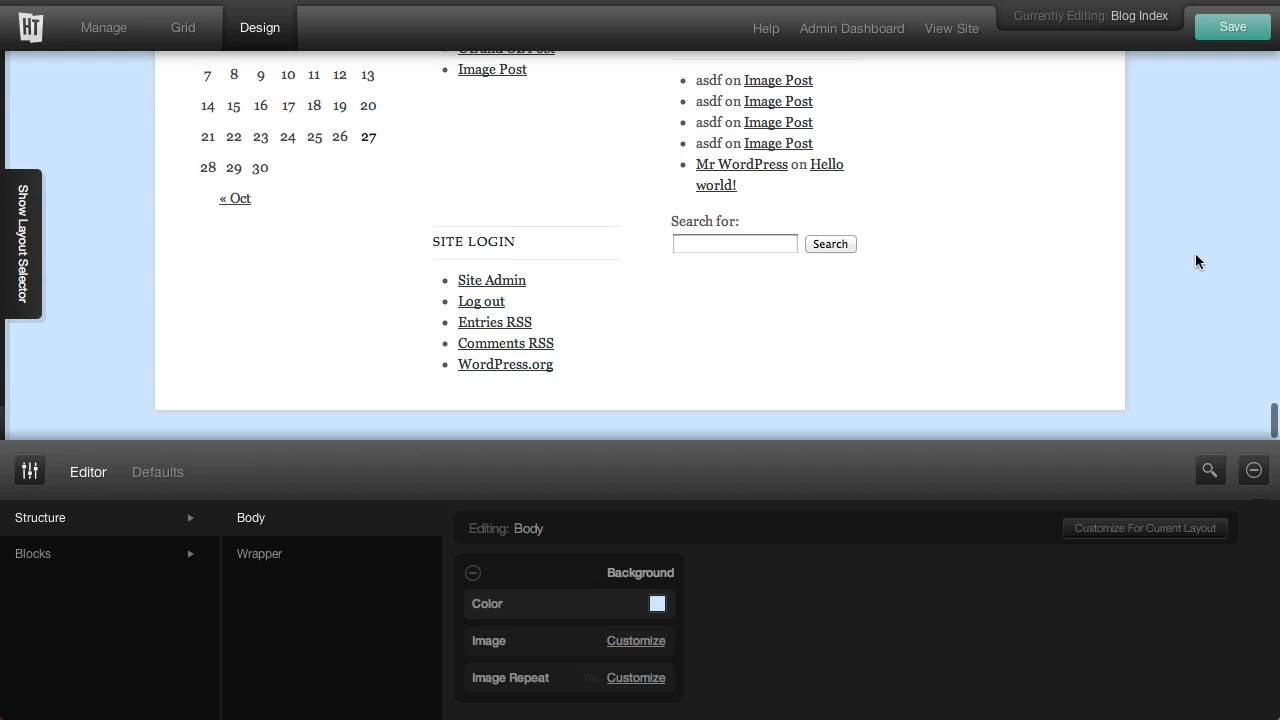 HT Manage Grid Design Help Admin Dashboard View Site Currently Editing: Blog Index Save
Image Post
7 8 9 10 11 12 13
14 15 16 17 18 19 20
21 22 23 24 25 26 27
28 29 30
« Oct
SITE LOGIN
Site Admin
Log out
Entries RSS
Comments RSS
WordPress.org
asdf on Image Post
asdf on Image Post
asdf on Image Post
asdf on Image Post
Mr WordPress on Hello
world!
Search for:
Search
Show Layout Selector
Editor Defaults
Structure
Blocks
Body
Wrapper
Editing: Body Customize For Current Layout
Background
Color
Image Customize
Image Repeat Tile Customize